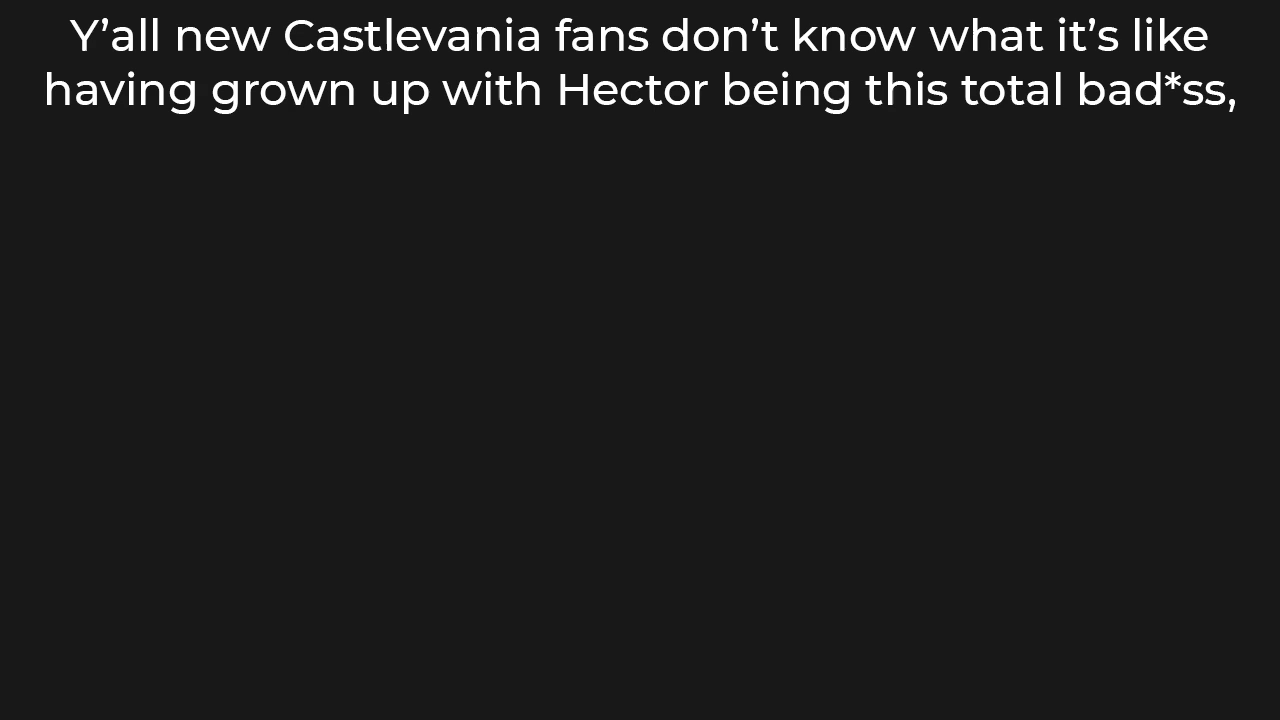 Y’all new Castlevania fans don’t know what it’s like
having grown up with Hector being this total bad*ss,